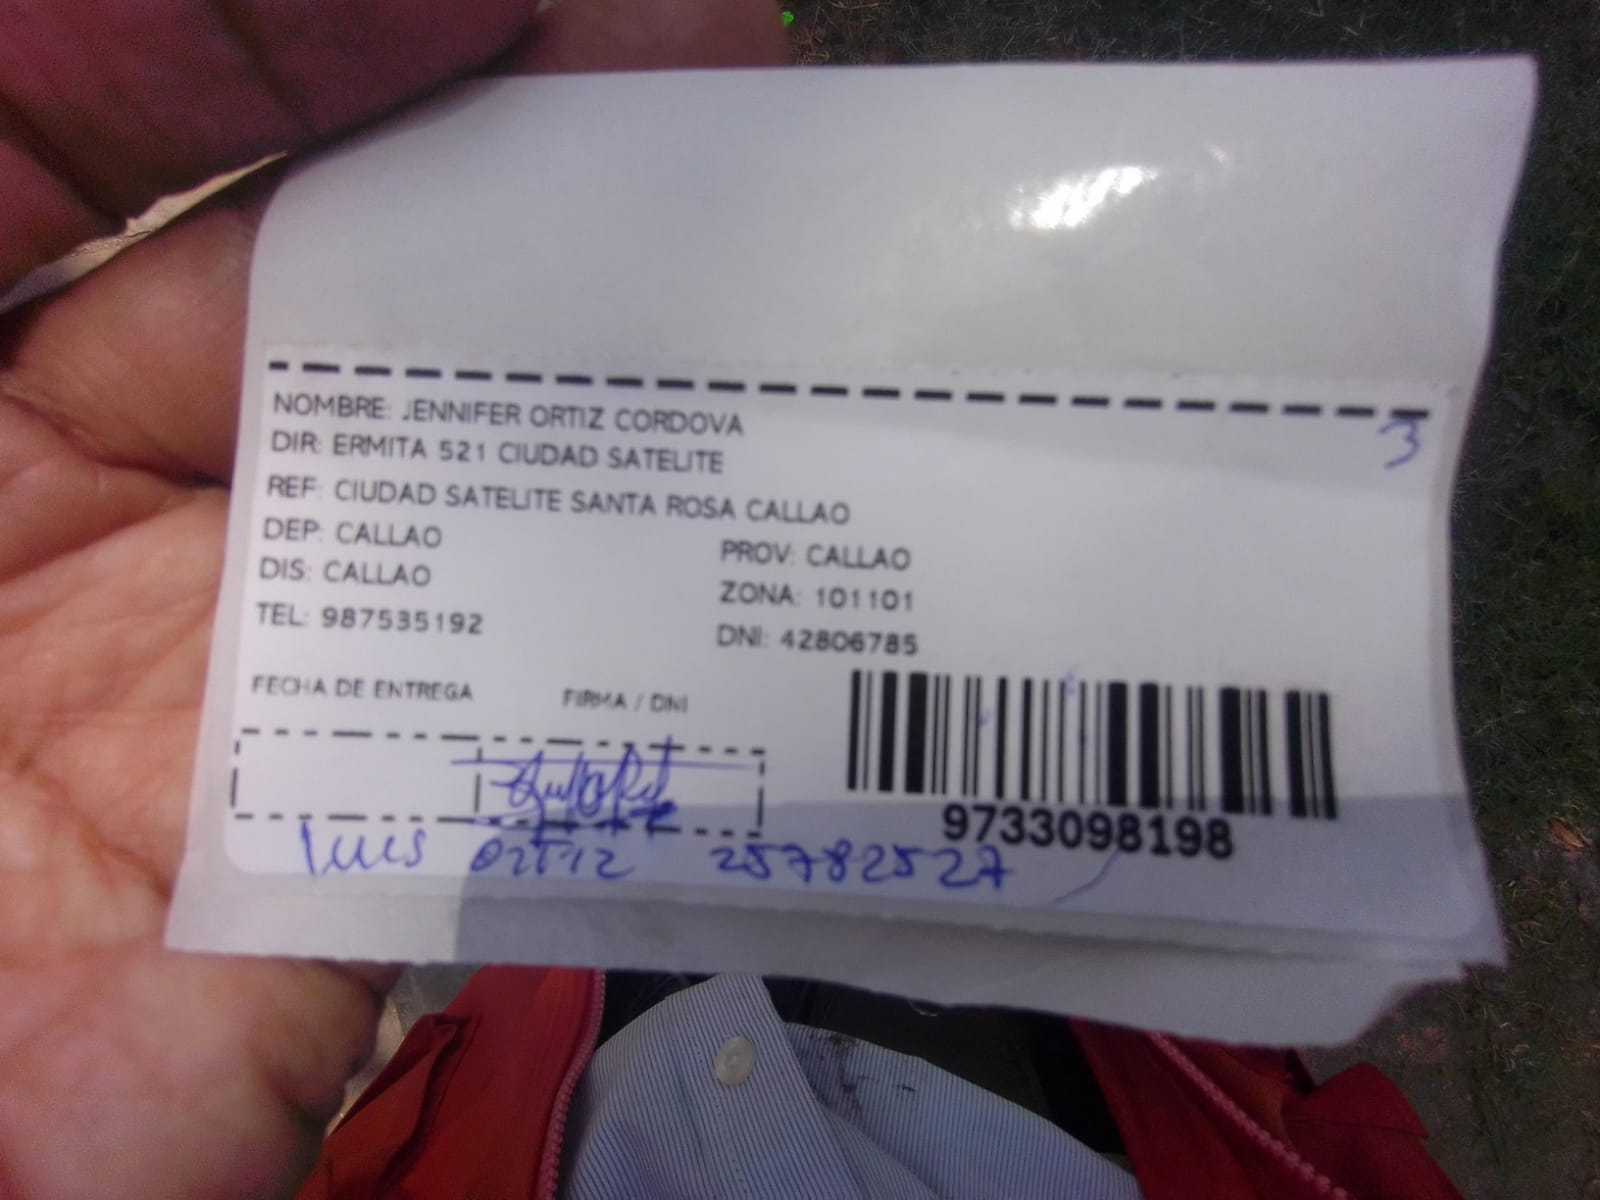 NOMBRE: JENNIFER ORTIZ CORDOVA
3
DIR: ERMITA 521 CIUDAD SATELITE
REF: CIUDAD SATELITE SANTA ROSA CALLAO
DEP: CALLAO
PROV: CALLAO
DIS: CALLAO
ZONA: 101101
TEL: 987535192
DNI: 42806785
FECHA DE ENTREGA
FIRMA / DNI
9733098198
luis ortiz 25782527